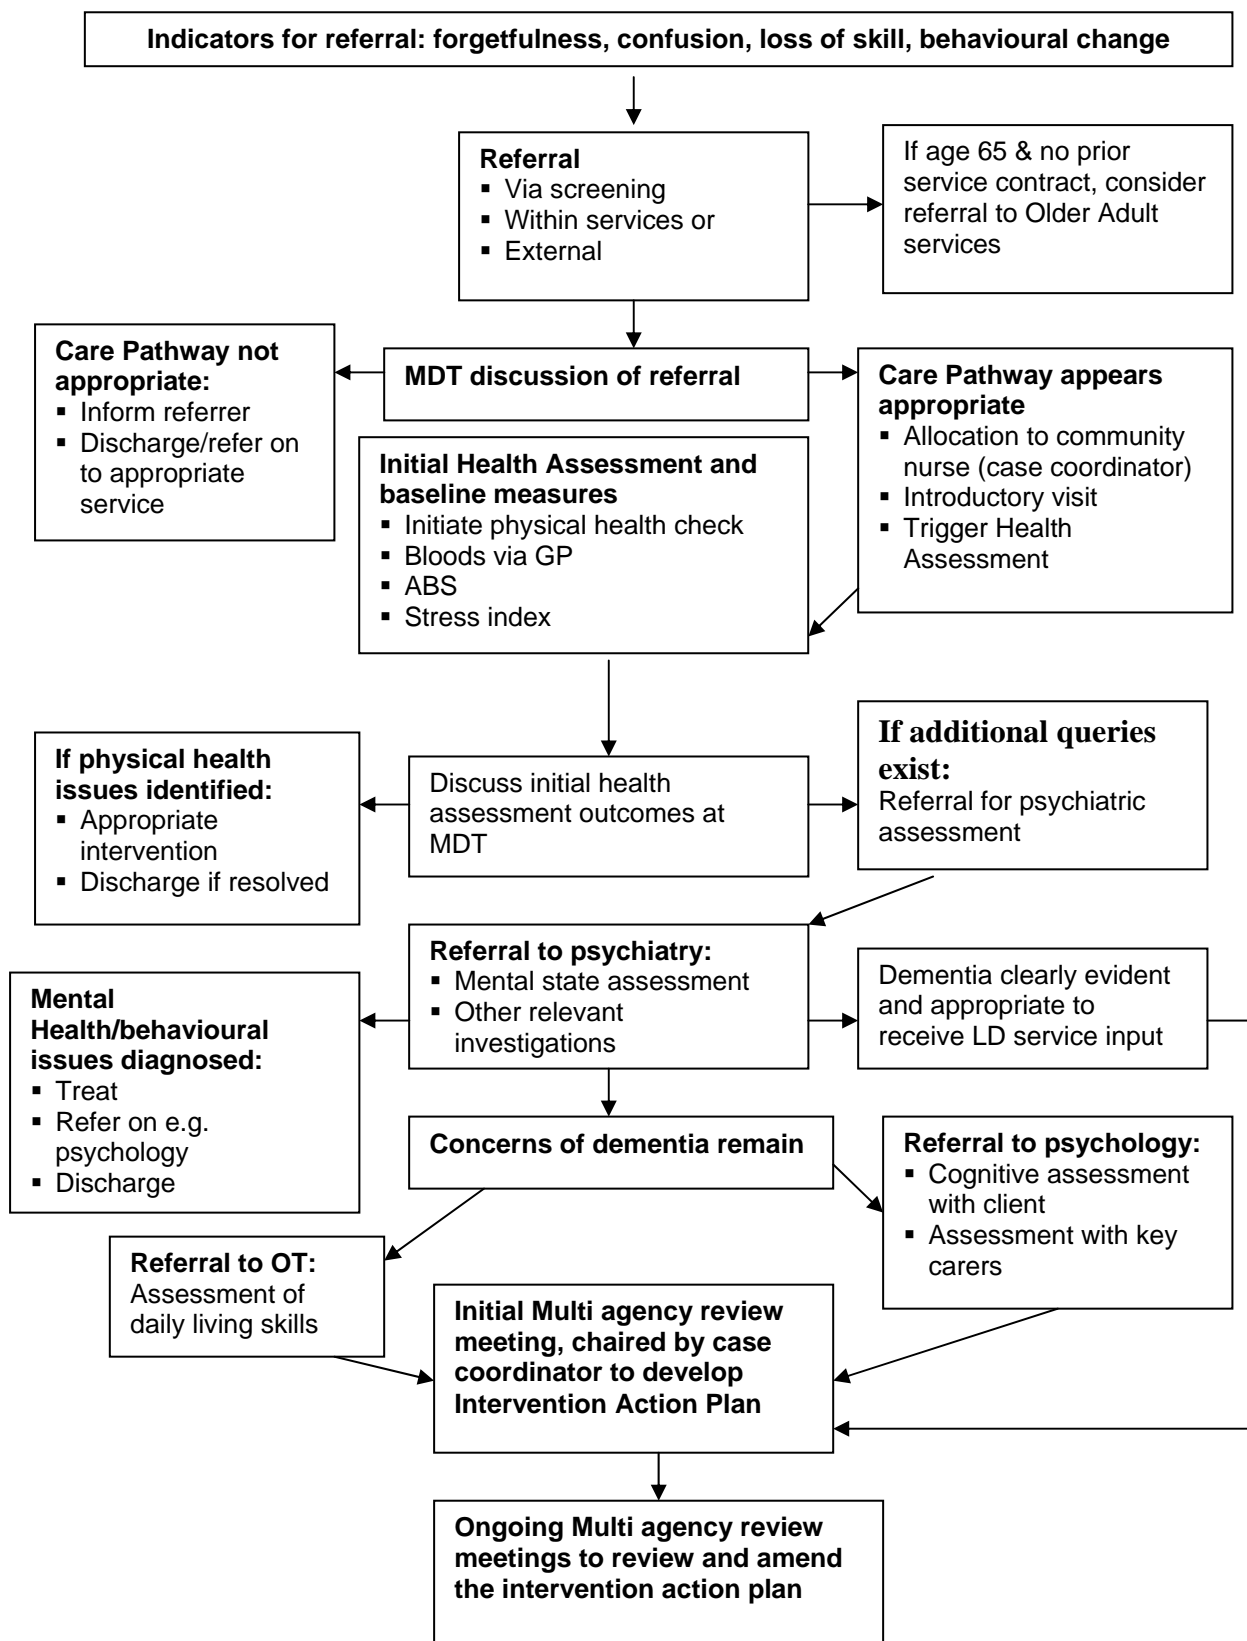 Indicators for referral: forgetfulness, confusion, loss of skill, behavioural change
Referral
▪ Via screening
▪ Within services or
▪ External
If age 65 & no prior
service contract, consider
referral to Older Adult
services
Care Pathway not
appropriate:
▪ Inform referrer
▪ Discharge/refer on
to appropriate
service
MDT discussion of referral
Care Pathway appears
appropriate
▪ Allocation to community
nurse (case coordinator)
▪ Introductory visit
▪ Trigger Health
Assessment
Initial Health Assessment and
baseline measures
▪ Initiate physical health check
▪ Bloods via GP
▪ ABS
▪ Stress index
If physical health
issues identified:
▪ Appropriate
intervention
▪ Discharge if resolved
Discuss initial health
assessment outcomes at
MDT
If additional queries
exist:
Referral for psychiatric
assessment
Referral to psychiatry:
▪ Mental state assessment
▪ Other relevant
investigations
Dementia clearly evident
and appropriate to
receive LD service input
Mental
Health/behavioural
issues diagnosed:
▪ Treat
▪ Refer on e.g.
psychology
▪ Discharge
Concerns of dementia remain
Referral to psychology:
▪ Cognitive assessment
with client
▪ Assessment with key
carers
Referral to OT:
Assessment of
daily living skills
Initial Multi agency review
meeting, chaired by case
coordinator to develop
Intervention Action Plan
Ongoing Multi agency review
meetings to review and amend
the intervention action plan